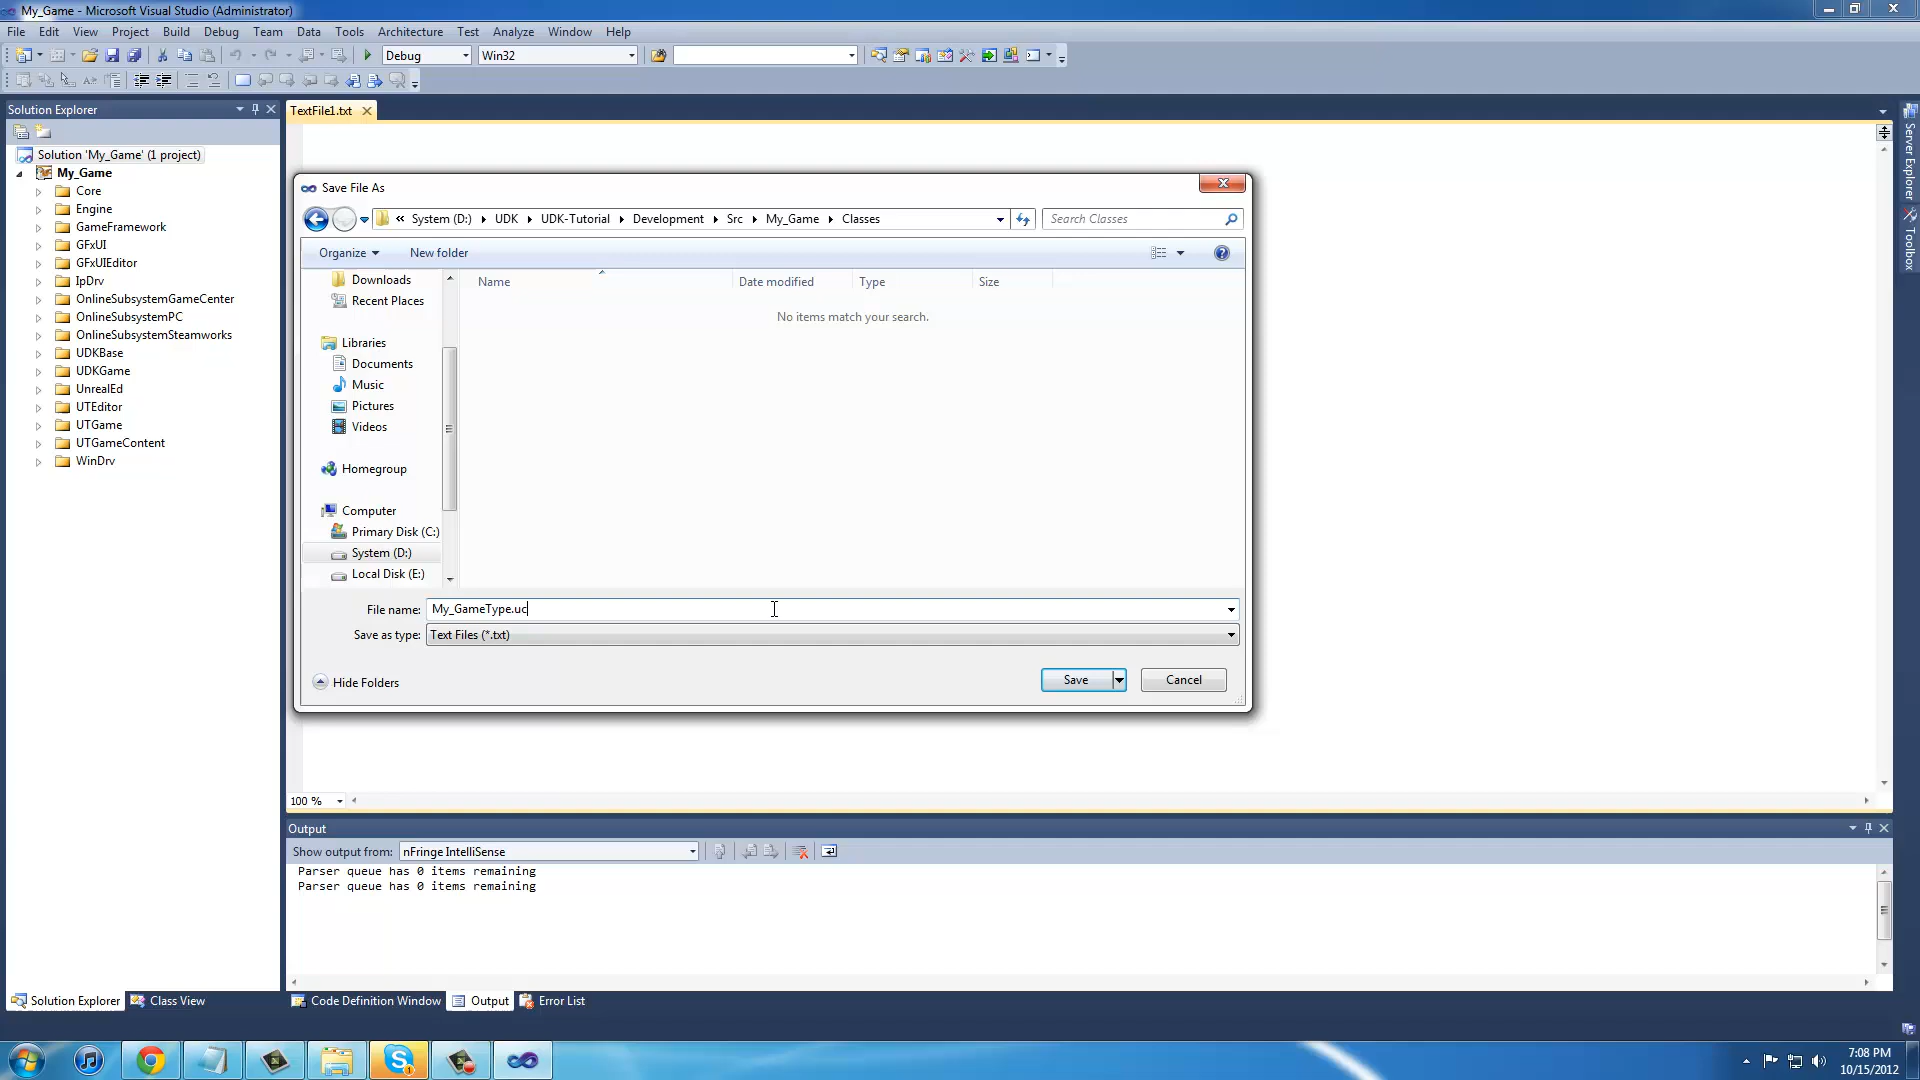 My_Game - Microsoft Visual Studio (Administrator)
File Edit View Project Build Debug Team Data Tools Architecture Test Analyze Window Help
Debug Win32
Solution Explorer
TextFile1.txt
Solution 'My_Game' (1 project)
My_Game
Core
Engine
GameFramework
GFxUI
GFxUIEditor
IpDrv
OnlineSubsystemGameCenter
OnlineSubsystemPC
OnlineSubsystemSteamworks
UDKBase
UDKGame
UnrealEd
UTEditor
UTGame
UTGameContent
WinDrv
Save File As
« System (D:) UDK UDK-Tutorial Development Src My_Game Classes
Search Classes
Organize New folder
Downloads
Recent Places
Libraries
Documents
Music
Pictures
Videos
Homegroup
Computer
Primary Disk (C:)
System (D:)
Local Disk (E:)
Name Date modified Type Size
No items match your search.
File name: My_GameType.uc
Save as type: Text Files (*.txt)
Hide Folders
Save Cancel
Server Explorer
Toolbox
100 %
Output
Show output from: nFringe IntelliSense
Parser queue has 0 items remaining
Parser queue has 0 items remaining
Solution Explorer Class View
Code Definition Window Output Error List
7:08 PM
10/15/2012